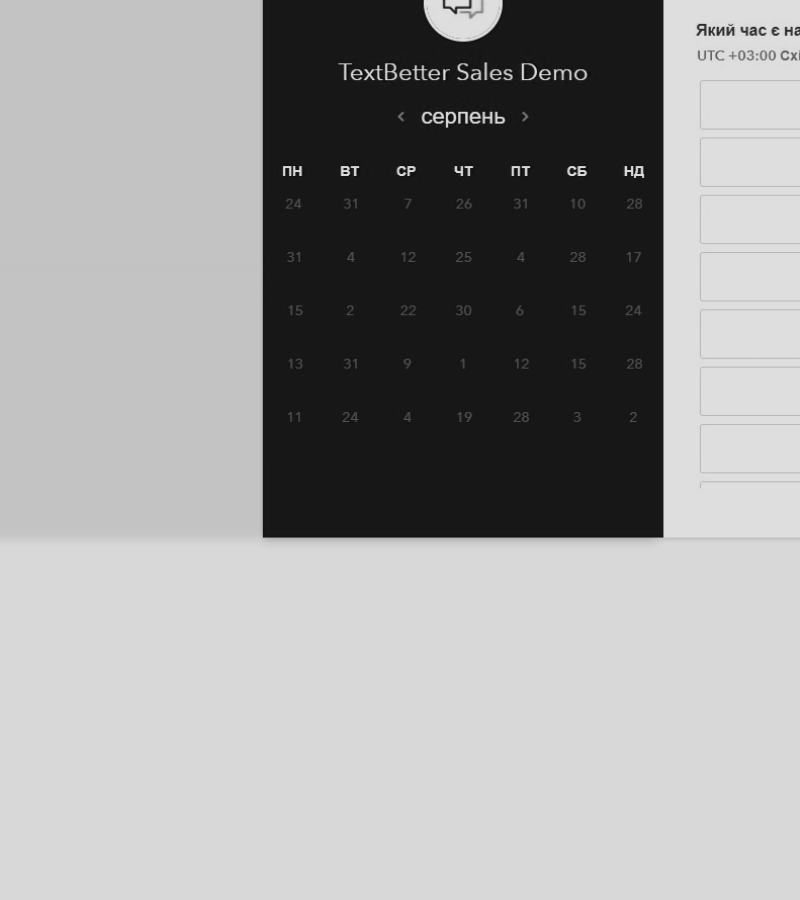 TextBetter Sales Demo
‹ серпень ›
ПН ВТ СР ЧТ ПТ СБ НД
24 31 7 26 31 10 28
31 4 12 25 4 28 17
15 2 22 30 6 15 24
13 31 9 1 12 15 28
11 24 4 19 28 3 2
Який час є
UTC +03:00